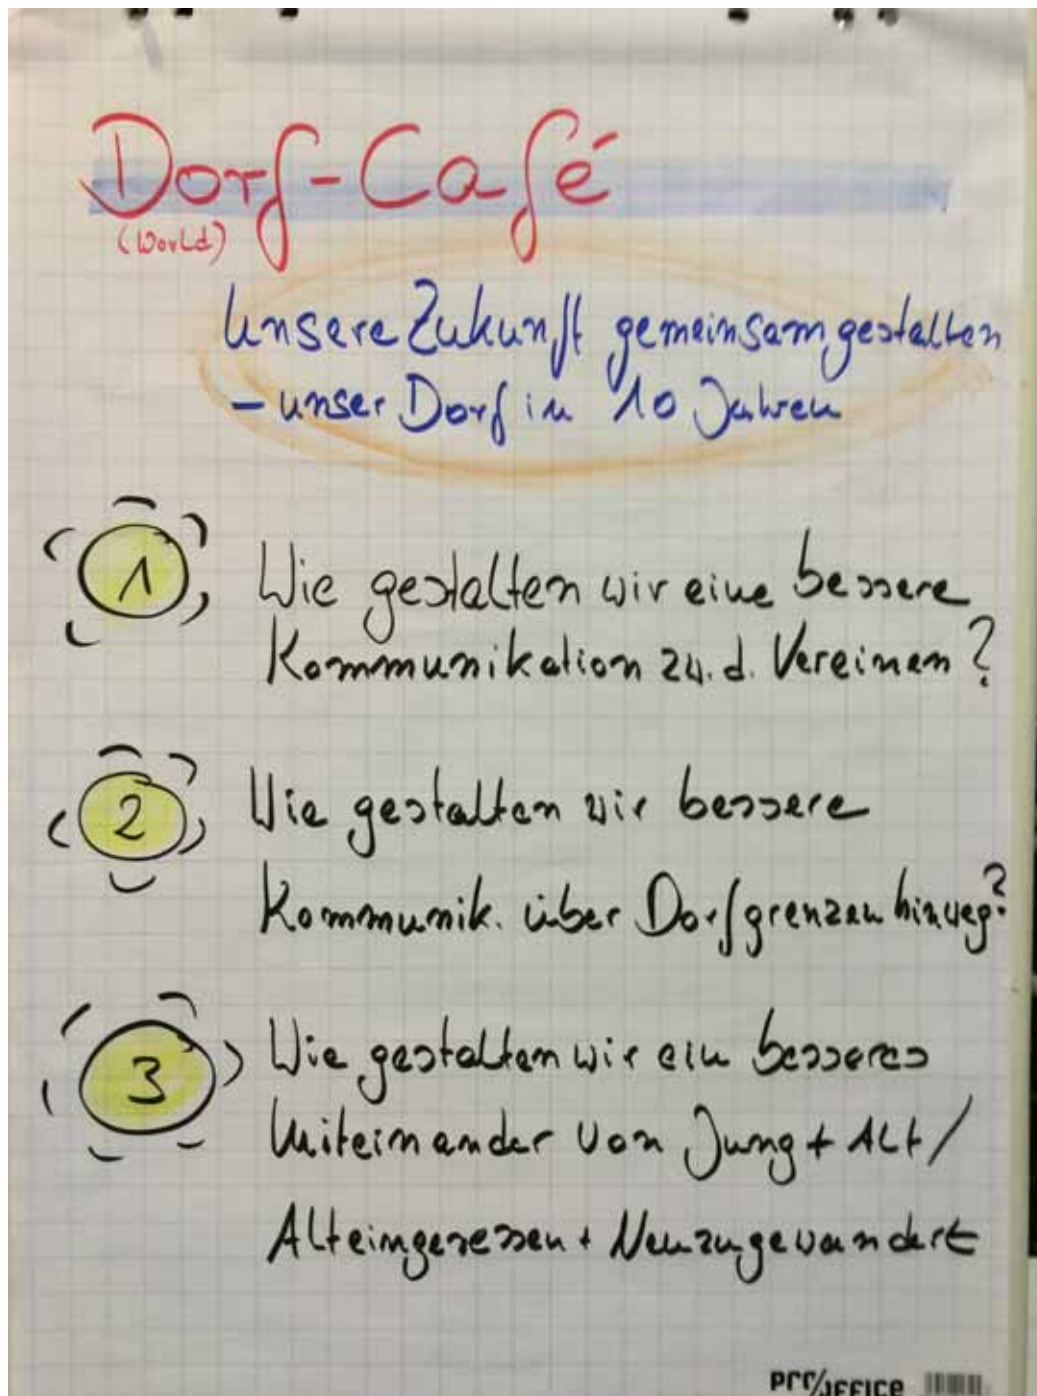 Dorf-Café
(World)
Unsere Zukunft gemeinsam gestalten
- unser Dorf in 10 Jahren
1 Wie gestalten wir eine bessere
Kommunikation zw. d. Vereinen?
2 Wie gestalten wir bessere
Kommunik. über Dorfgrenzen hinweg?
3 Wie gestalten wir ein besseres
Miteinander von Jung + Alt /
Alteingesessen + Neuzugewandert
PRO/OFFICE